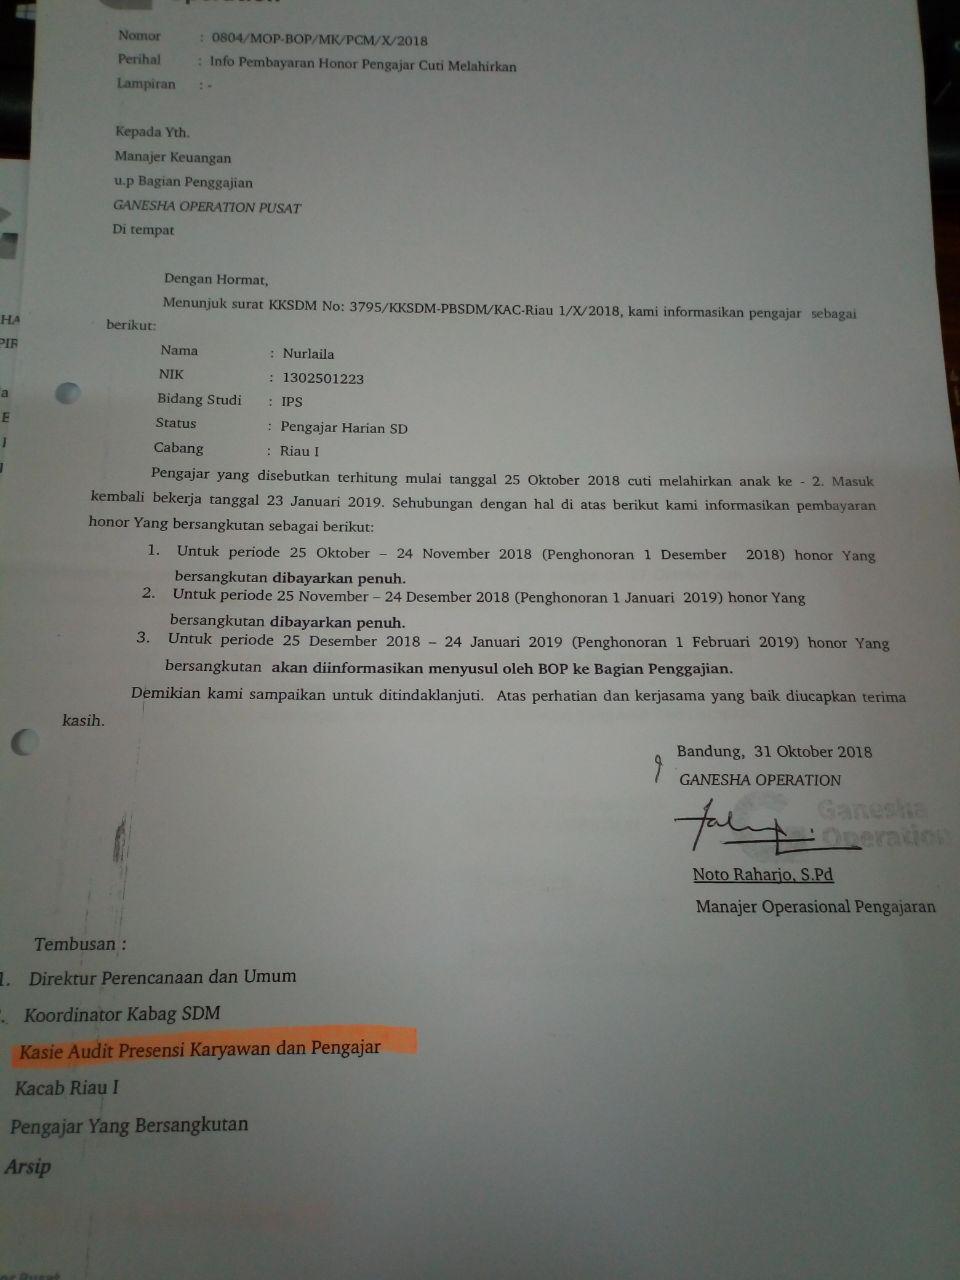 Operation
Nomor : 0804/MOP-BOP/MK/PCM/X/2018
Perihal : Info Pembayaran Honor Pengajar Cuti Melahirkan
Lampiran : -
Kepada Yth.
Manajer Keuangan
u.p Bagian Penggajian
GANESHA OPERATION PUSAT
Di tempat
Dengan Hormat,
Menunjuk surat KKSDM No: 3795/KKSDM-PBSDM/KAC-Riau 1/X/2018, kami informasikan pengajar sebagai
berikut:
Nama : Nurlaila
NIK : 1302501223
Bidang Studi : IPS
Status : Pengajar Harian SD
Cabang : Riau I
Pengajar yang disebutkan terhitung mulai tanggal 25 Oktober 2018 cuti melahirkan anak ke - 2. Masuk
kembali bekerja tanggal 23 Januari 2019. Sehubungan dengan hal di atas berikut kami informasikan pembayaran
honor Yang bersangkutan sebagai berikut:
1. Untuk periode 25 Oktober – 24 November 2018 (Penghonoran 1 Desember 2018) honor Yang
bersangkutan dibayarkan penuh.
2. Untuk periode 25 November – 24 Desember 2018 (Penghonoran 1 Januari 2019) honor Yang
bersangkutan dibayarkan penuh.
3. Untuk periode 25 Desember 2018 – 24 Januari 2019 (Penghonoran 1 Februari 2019) honor Yang
bersangkutan akan diinformasikan menyusul oleh BOP ke Bagian Penggajian.
Demikian kami sampaikan untuk ditindaklanjuti. Atas perhatian dan kerjasama yang baik diucapkan terima
kasih.
Bandung, 31 Oktober 2018
GANESHA OPERATION
Ganesha
Operation
Noto Raharjo, S.Pd
Manajer Operasional Pengajaran
Tembusan :
1. Direktur Perencanaan dan Umum
Koordinator Kabag SDM
Kasie Audit Presensi Karyawan dan Pengajar
Kacab Riau I
Pengajar Yang Bersangkutan
Arsip